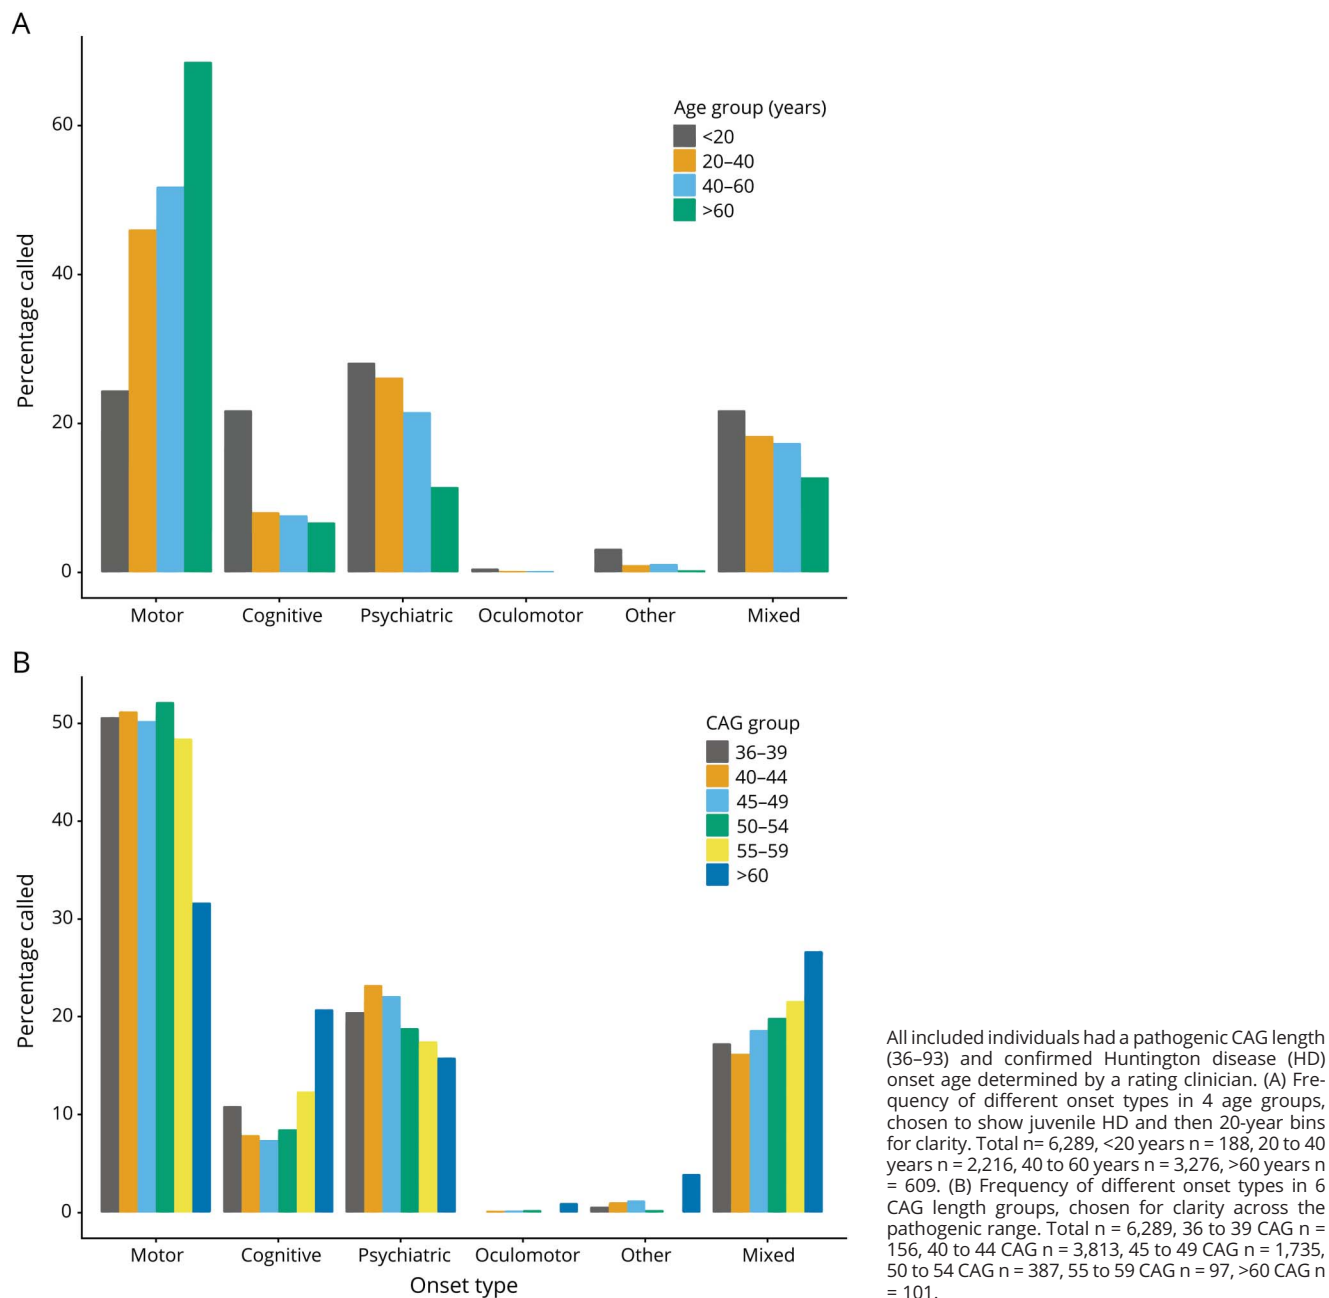 A
Percentage called
60
40
20
0
Age group (years)
<20
20–40
40–60
>60
Motor Cognitive Psychiatric Oculomotor Other Mixed
B
Percentage called
50
40
30
20
10
0
CAG group
36–39
40–44
45–49
50–54
55–59
>60
Motor Cognitive Psychiatric Oculomotor Other Mixed
Onset type
All included individuals had a pathogenic CAG length
(36–93) and confirmed Huntington disease (HD)
onset age determined by a rating clinician. (A) Fre-
quency of different onset types in 4 age groups,
chosen to show juvenile HD and then 20-year bins
for clarity. Total n= 6,289, <20 years n = 188, 20 to 40
years n = 2,216, 40 to 60 years n = 3,276, >60 years n
= 609. (B) Frequency of different onset types in 6
CAG length groups, chosen for clarity across the
pathogenic range. Total n = 6,289, 36 to 39 CAG n =
156, 40 to 44 CAG n = 3,813, 45 to 49 CAG n = 1,735,
50 to 54 CAG n = 387, 55 to 59 CAG n = 97, >60 CAG n
= 101.